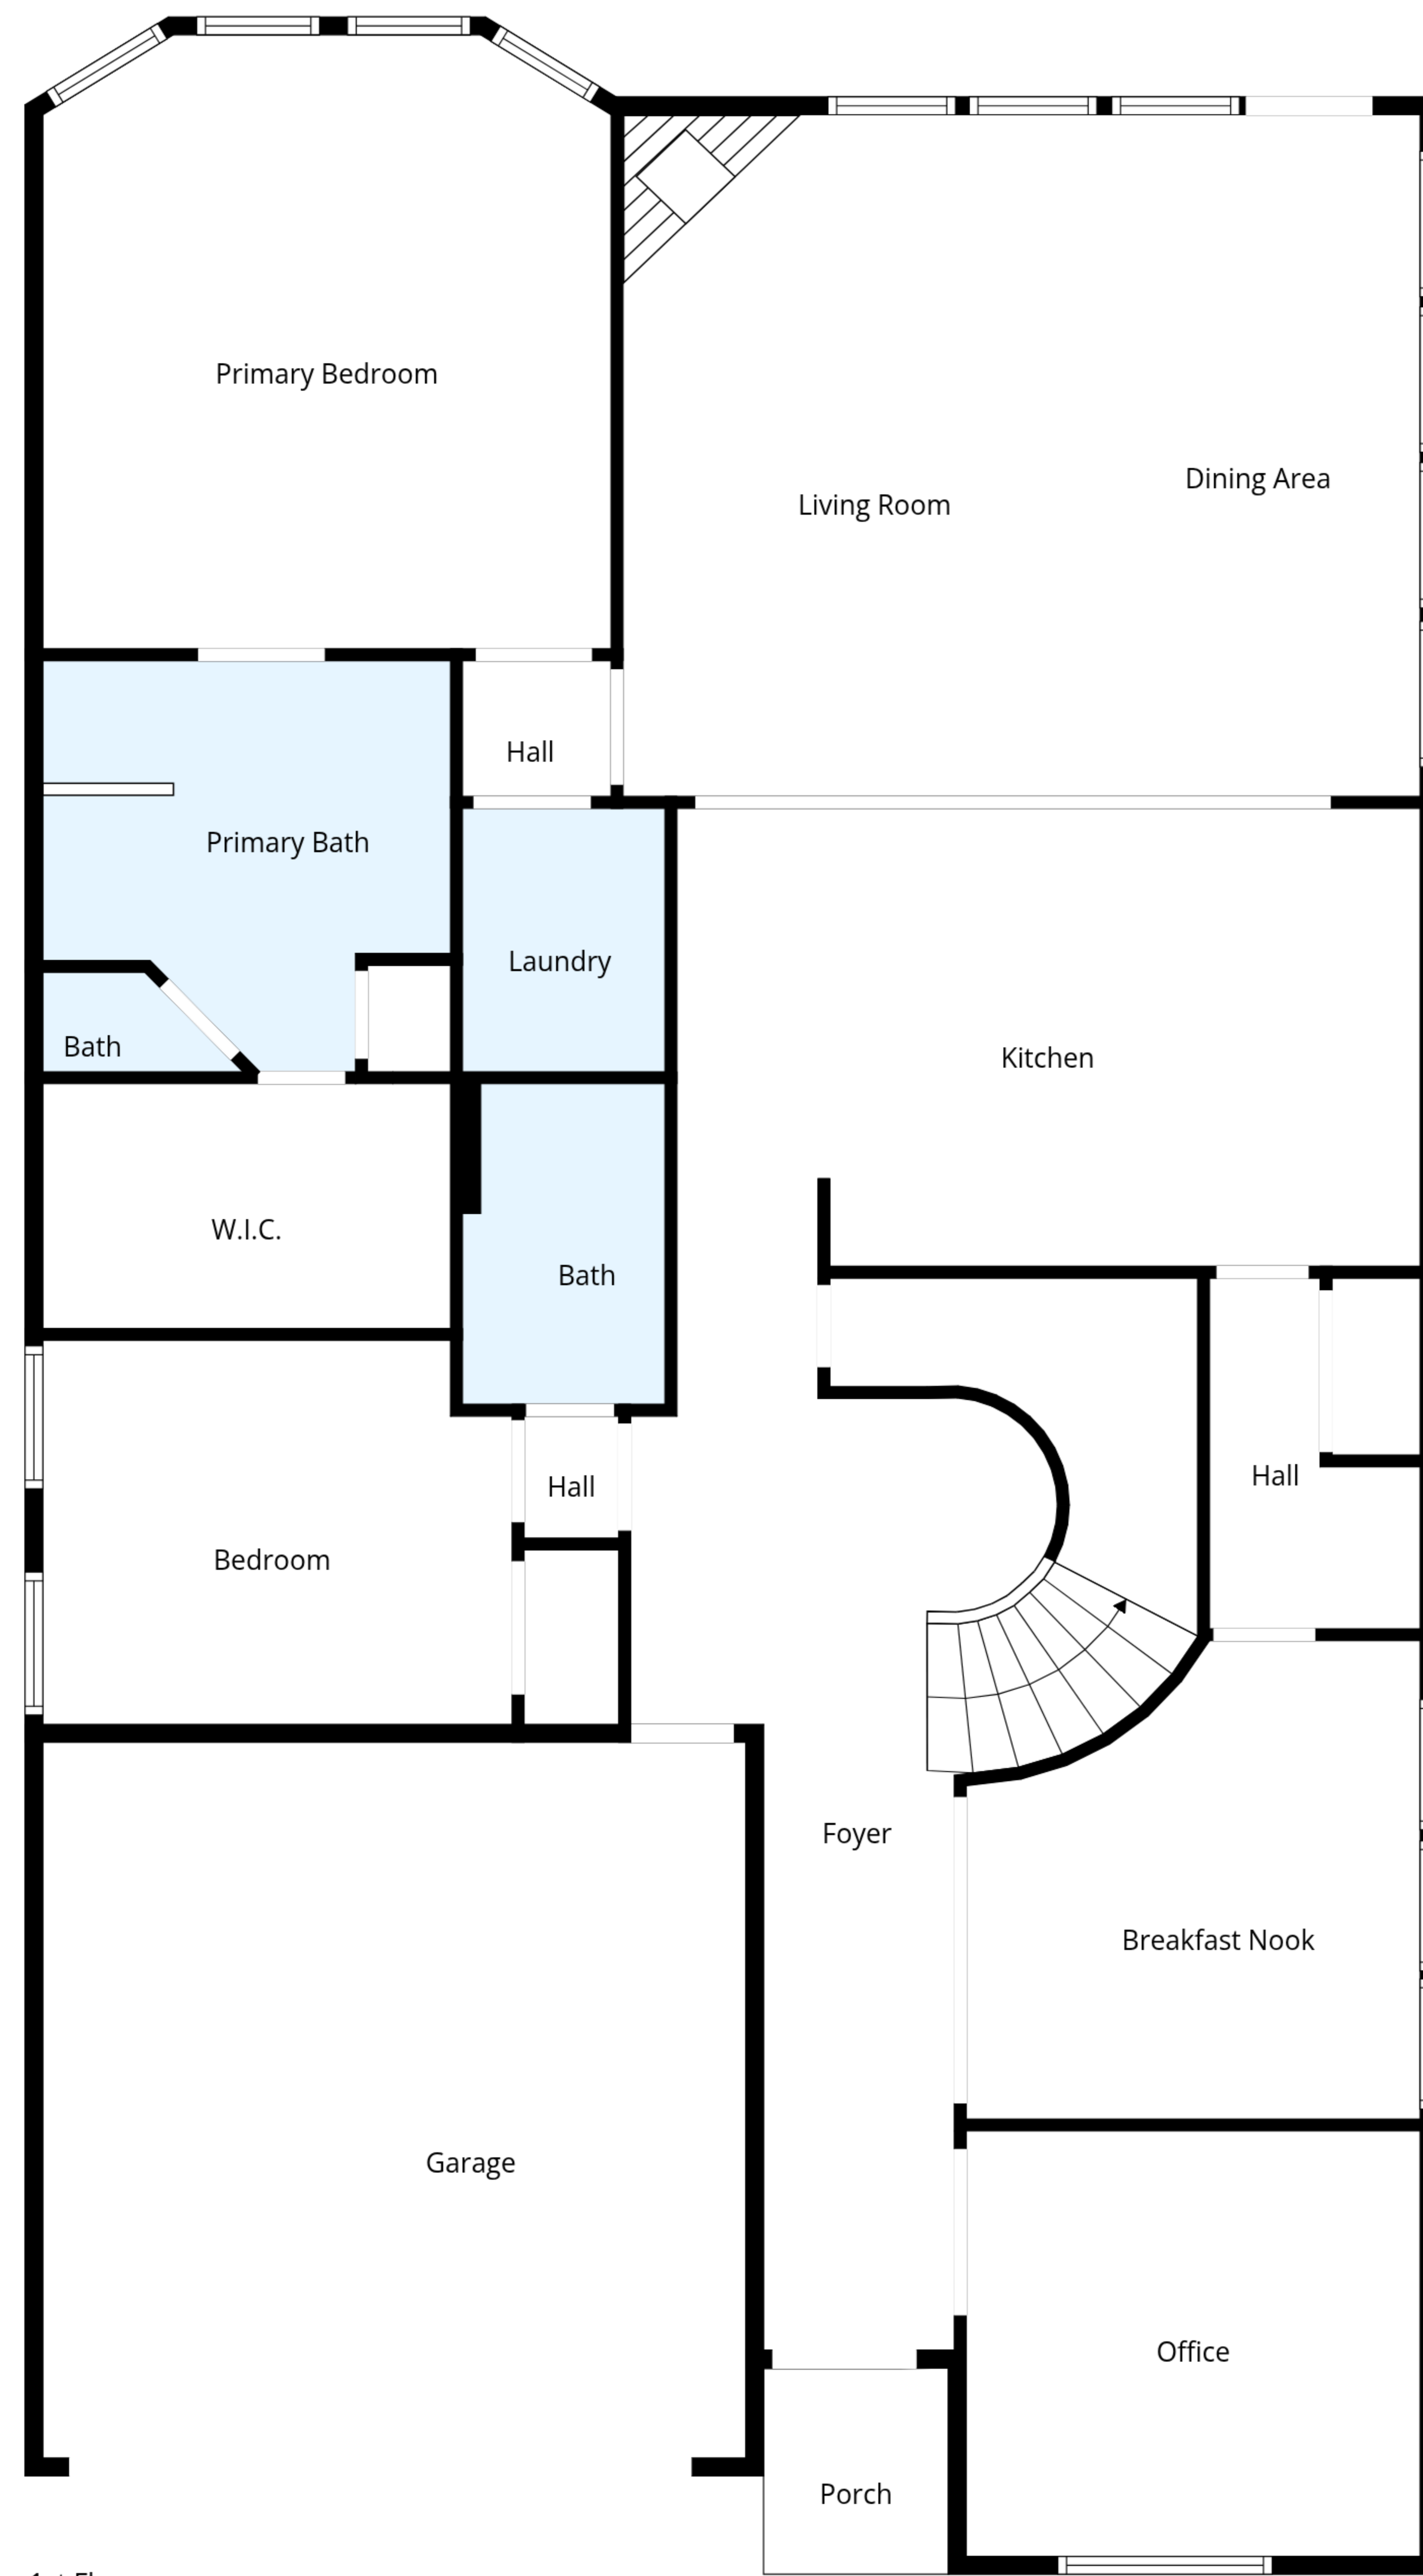 Primary Bedroom
Dining Area
Living Room
Hall
Primary Bath
Laundry
Bath
Kitchen
W.I.C.
Bath
Hall
Hall
Bedroom
Foyer
Breakfast Nook
Garage
Office
Porch